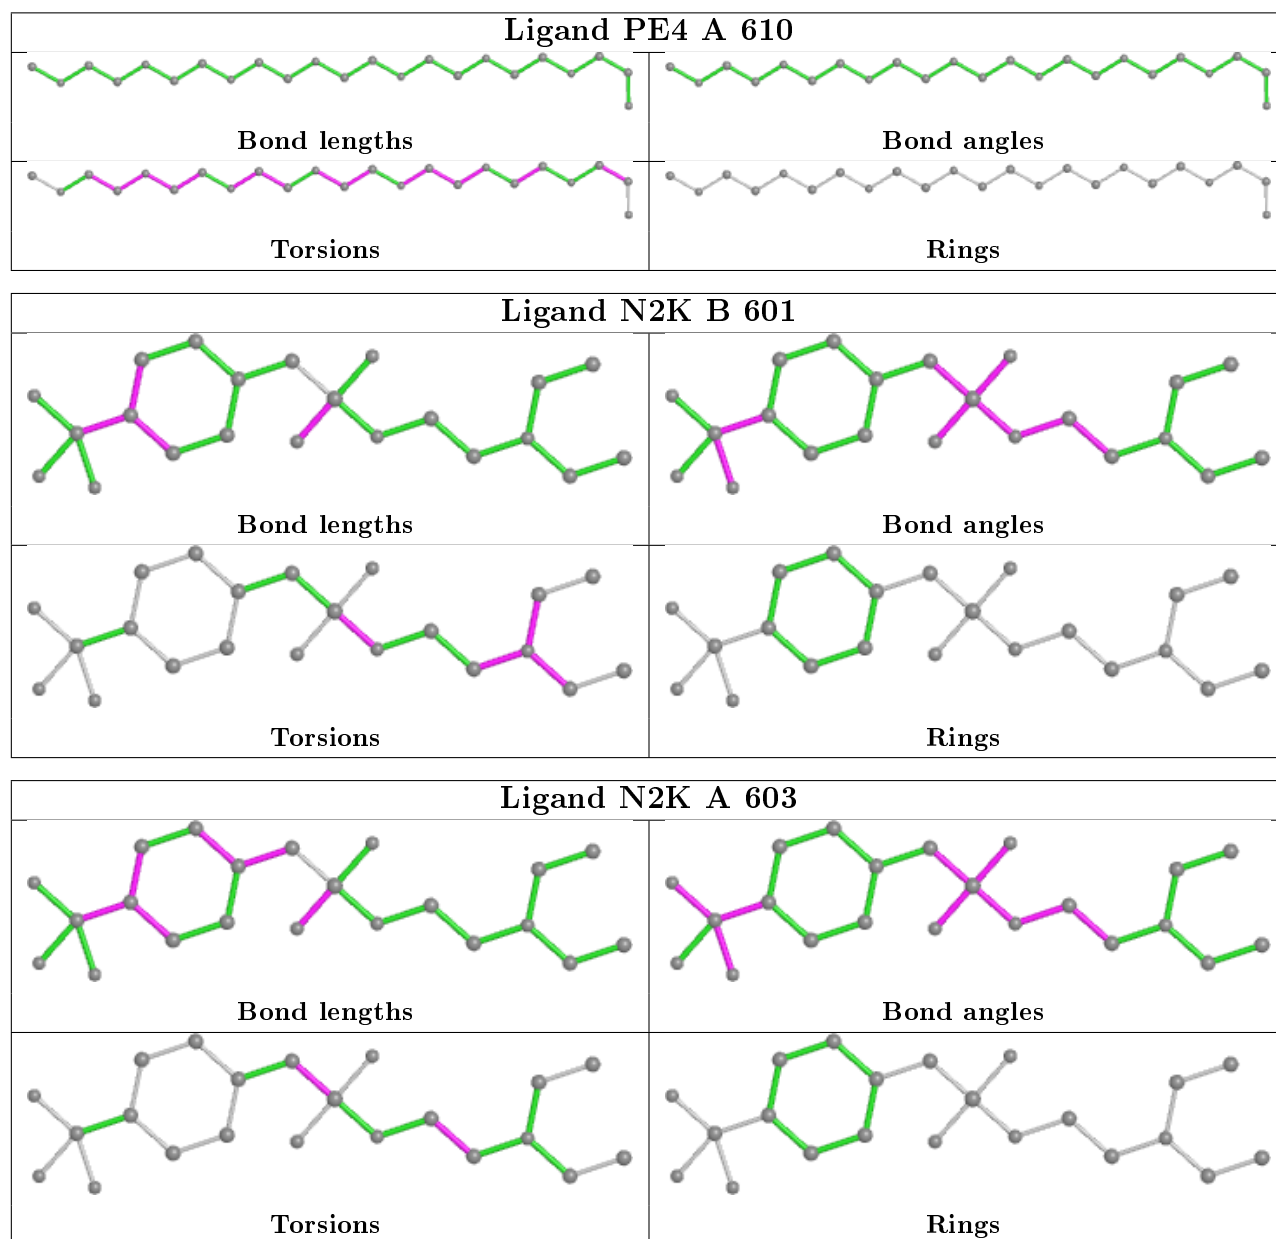 Ligand PE4 A 610
Bond lengths
Bond angles
Torsions
Rings
Ligand N2K B 601
Bond lengths
Bond angles
Torsions
Rings
Ligand N2K A 603
Bond lengths
Bond angles
Torsions
Rings